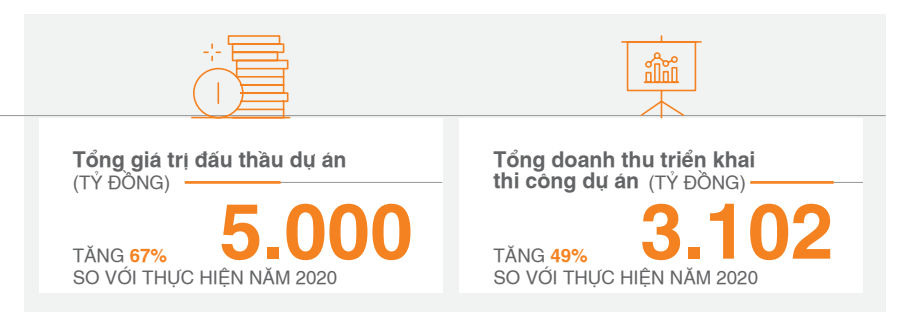 Tổng giá trị đấu thầu dự án
(TỶ ĐỒNG)
5.000
TĂNG 67%
SO VỚI THỰC HIỆN NĂM 2020
Tổng doanh thu triển khai
thi công dự án (TỶ ĐỒNG)
3.102
TĂNG 49%
SO VỚI THỰC HIỆN NĂM 2020